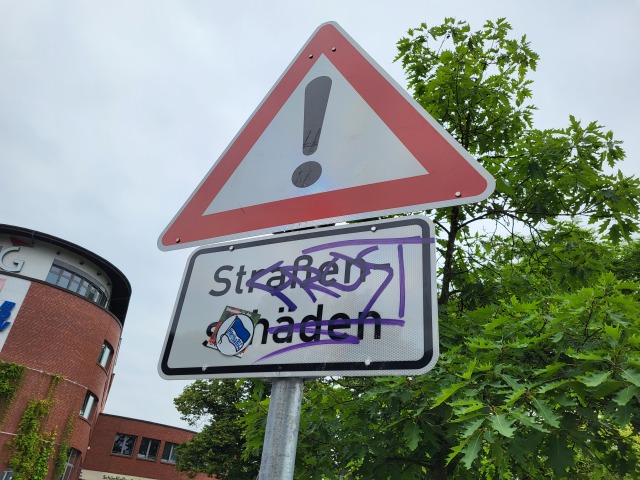 !
Straßen-
schäden
G